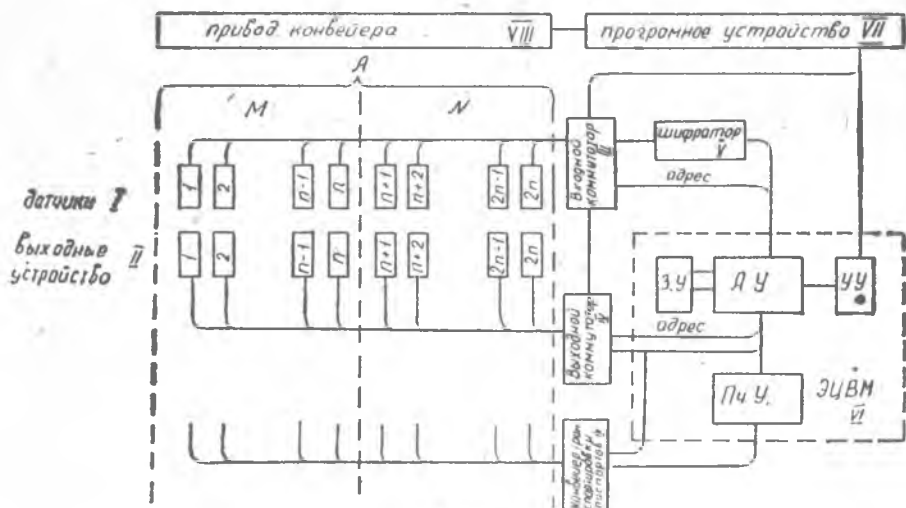 привод конвейера VIII
програмное устройство VII
А
М
N
входной коммутатор III
шифратор V
адрес
датчики I
1 2 n-1 n n+1 n+2 2n-1 2n
выходные устройство II
1 2 n-1 n n+1 n+2 2n-1 2n
З.У
А У
УУ
Выходной коммутатор IV
адрес
Пч У.
ЭЦВМ VI